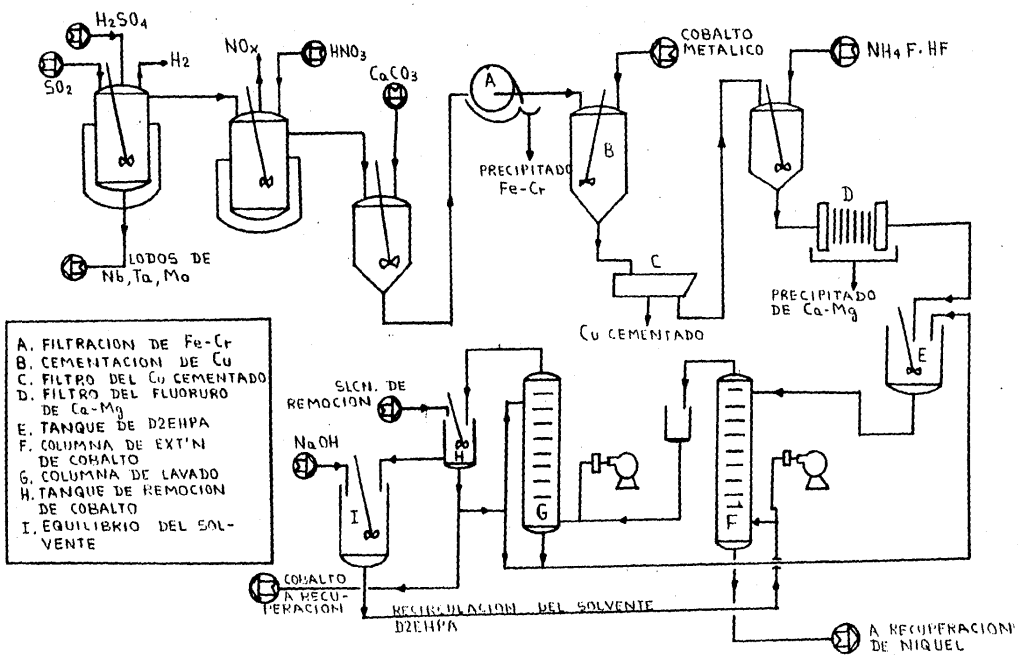 H2SO4
SO2
H2
NOx
HNO3
CaCO3
A
COBALTO
METALICO
NH4 F·HF
PRECIPITADO
Fe-Cr
B
C
D
Cu CEMENTADO
PRECIPITADO
DE Ca-Mg
LODOS DE
Nb, Ta, Mo
E
A. FILTRACION DE Fe-Cr
B. CEMENTACION DE Cu
C. FILTRO DEL Cu CEMENTADO
D. FILTRO DEL FLUORURO
DE Ca-Mg
E. TANQUE DE D2EHPA
F. COLUMNA DE EXT'N
DE COBALTO
G. COLUMNA DE LAVADO
H. TANQUE DE REMOCION
DE COBALTO
I. EQUILIBRIO DEL SOL-
VENTE
SLCN. DE
REMOCION
NaOH
H
I
G
F
COBALTO
A RECU-
PERACION
RECIRCULACION DEL SOLVENTE
D2EHPA
A RECUPERACION
DE NIQUEL